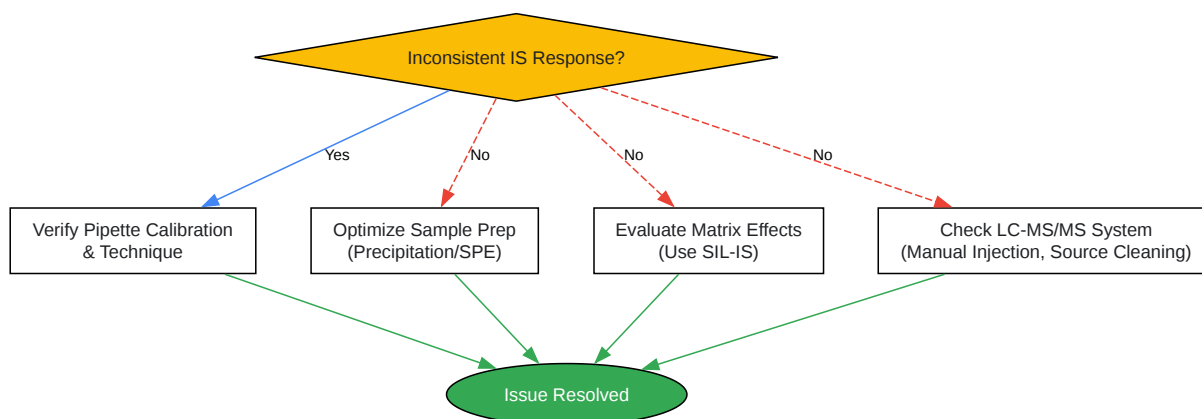 Inconsistent IS Response?
Yes
No
No
No
Verify Pipette Calibration
& Technique
Optimize Sample Prep
(Precipitation/SPE)
Evaluate Matrix Effects
(Use SIL-IS)
Check LC-MS/MS System
(Manual Injection, Source Cleaning)
Issue Resolved